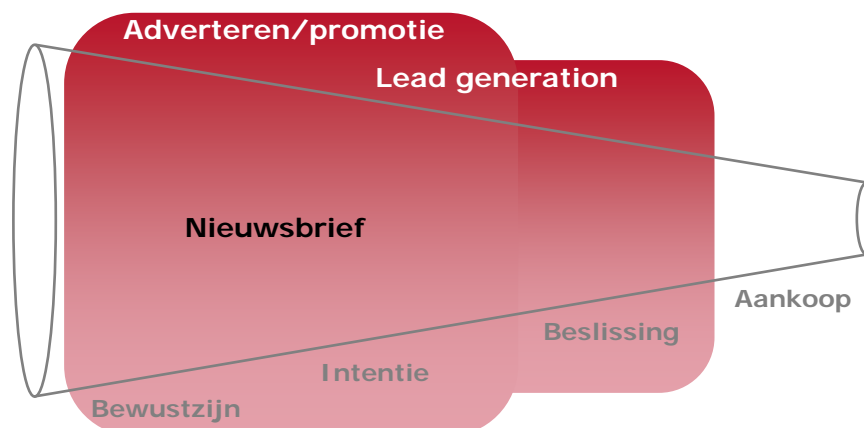 Adverteren/promotie
Lead generation
Nieuwsbrief
Aankoop
Beslissing
Intentie
Bewustzijn